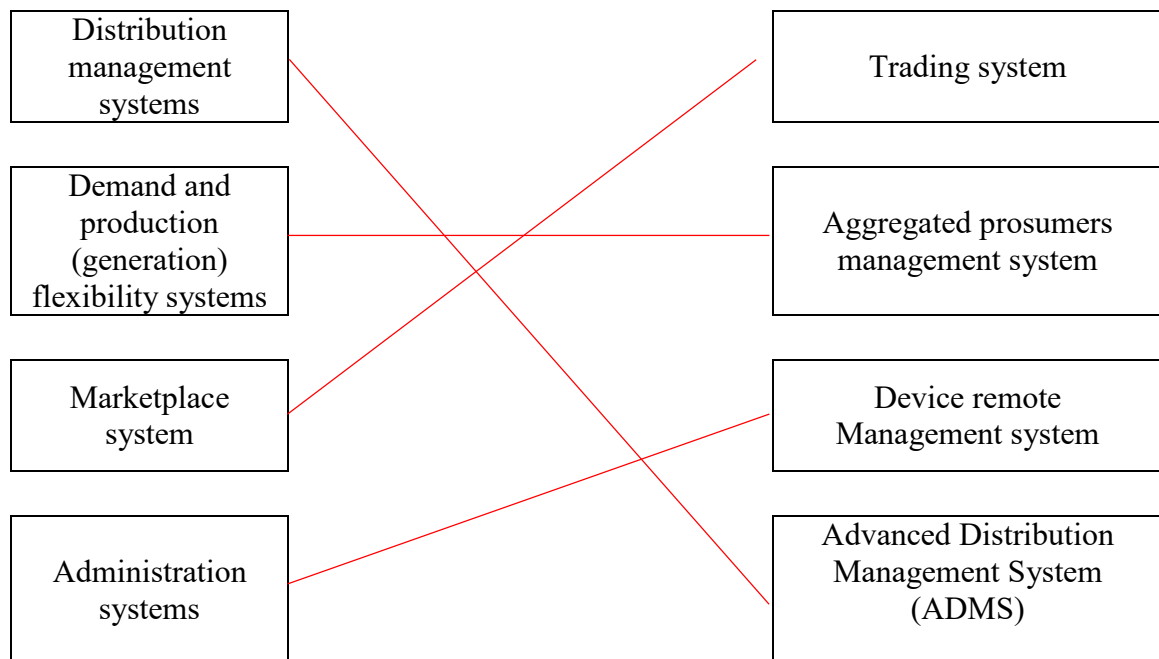 Distribution
management
systems
Trading system
Demand and
production
(generation)
flexibility systems
Aggregated prosumers
management system
Marketplace
system
Device remote
Management system
Administration
systems
Advanced Distribution
Management System
(ADMS)